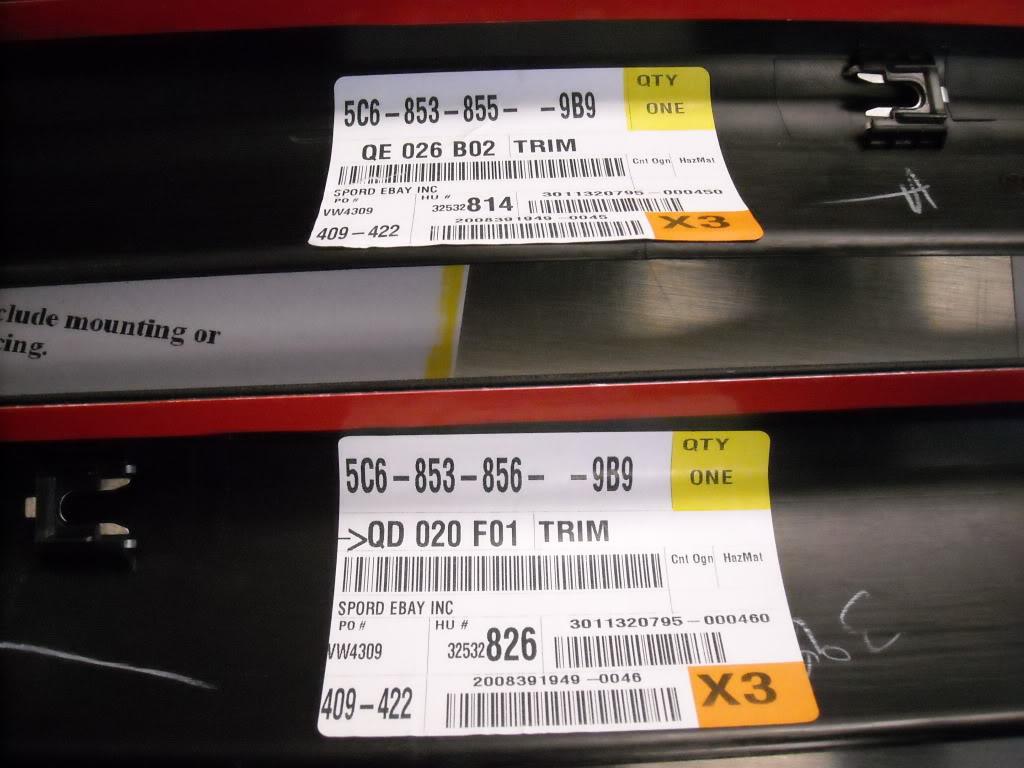 5C6-853-855- -9B9
QTY
ONE
QE 026 B02 TRIM
Cnt Ogn HazMat
SPORD EBAY INC
PO #
VW4309
HU #
32532814
3011320795-000450
2008391949-0045
409-422
X3
clude mounting or
cing.
5C6-853-856- -9B9
QTY
ONE
->QD 020 F01 TRIM
Cnt Ogn HazMat
SPORD EBAY INC
PO #
VW4309
HU #
32532826
3011320795-000460
2008391949-0046
409-422
X3